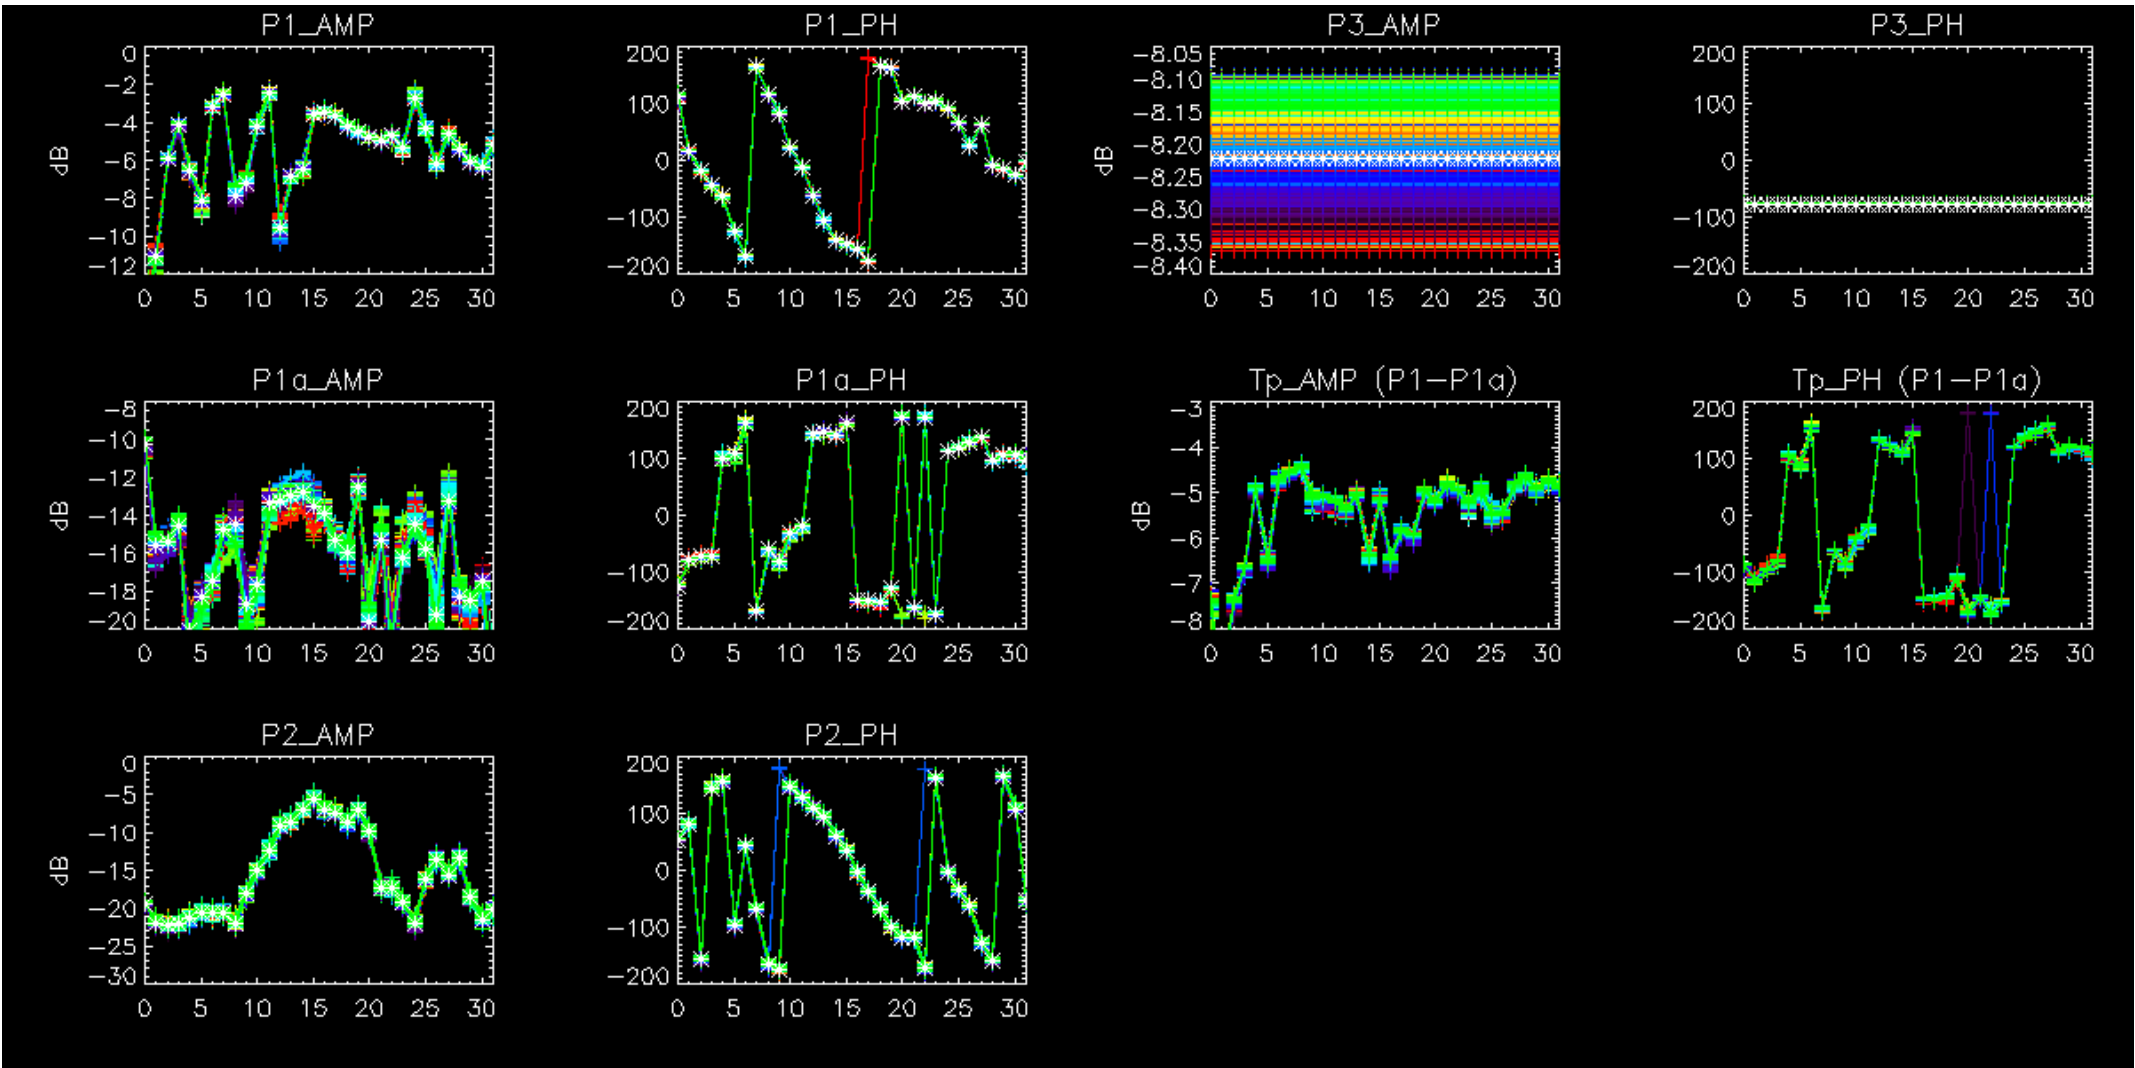 P1_AMP
dB
0
−2
−4
−6
−8
−10
−12
0 5 10 15 20 25 30
P1_PH
200
100
0
−100
−200
0 5 10 15 20 25 30
P3_AMP
dB
−8.05
−8.10
−8.15
−8.20
−8.25
−8.30
−8.35
−8.40
0 5 10 15 20 25 30
P3_PH
200
100
0
−100
−200
0 5 10 15 20 25 30
P1a_AMP
dB
−8
−10
−12
−14
−16
−18
−20
0 5 10 15 20 25 30
P1a_PH
200
100
0
−100
−200
0 5 10 15 20 25 30
Tp_AMP (P1−P1a)
dB
−3
−4
−5
−6
−7
−8
0 5 10 15 20 25 30
Tp_PH (P1−P1a)
200
100
0
−100
−200
0 5 10 15 20 25 30
P2_AMP
dB
0
−5
−10
−15
−20
−25
−30
0 5 10 15 20 25 30
P2_PH
200
100
0
−100
−200
0 5 10 15 20 25 30